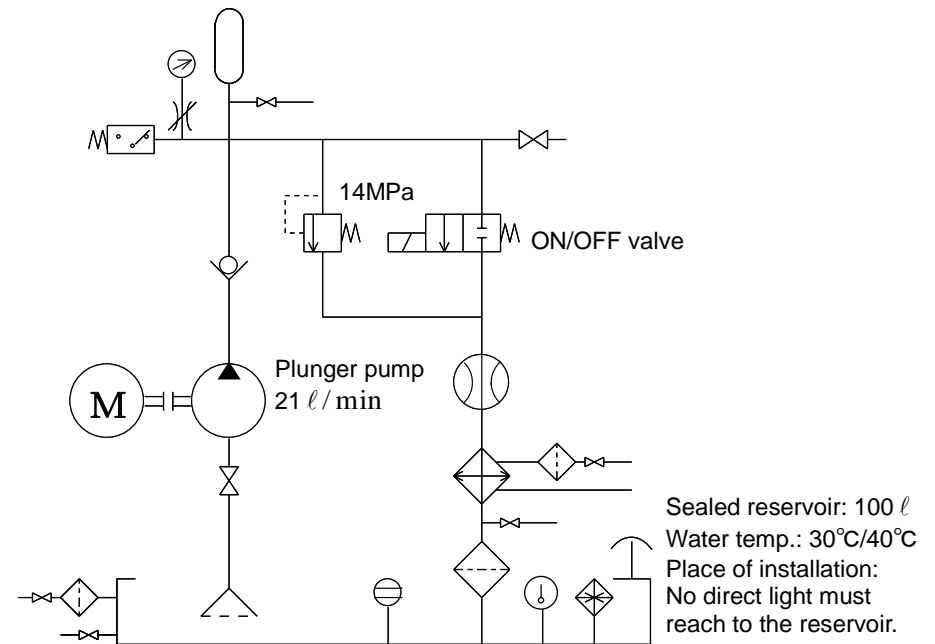 14MPa
ON/OFF valve
Plunger pump
21 ℓ/min
M
Sealed reservoir: 100 ℓ
Water temp.: 30°C/40°C
Place of installation:
No direct light must
reach to the reservoir.